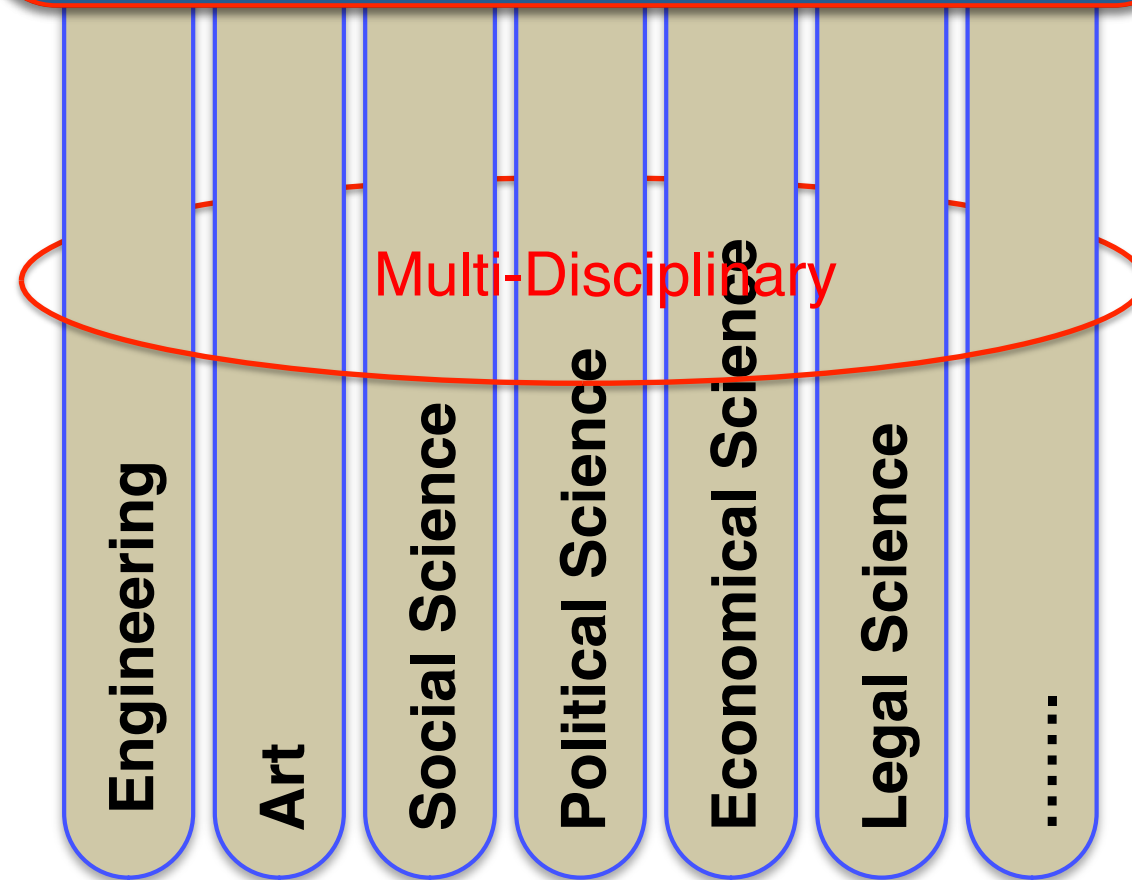 Multi-Disciplinary
Engineering
Art
Social Science
Political Science
Economical Science
Legal Science
.......